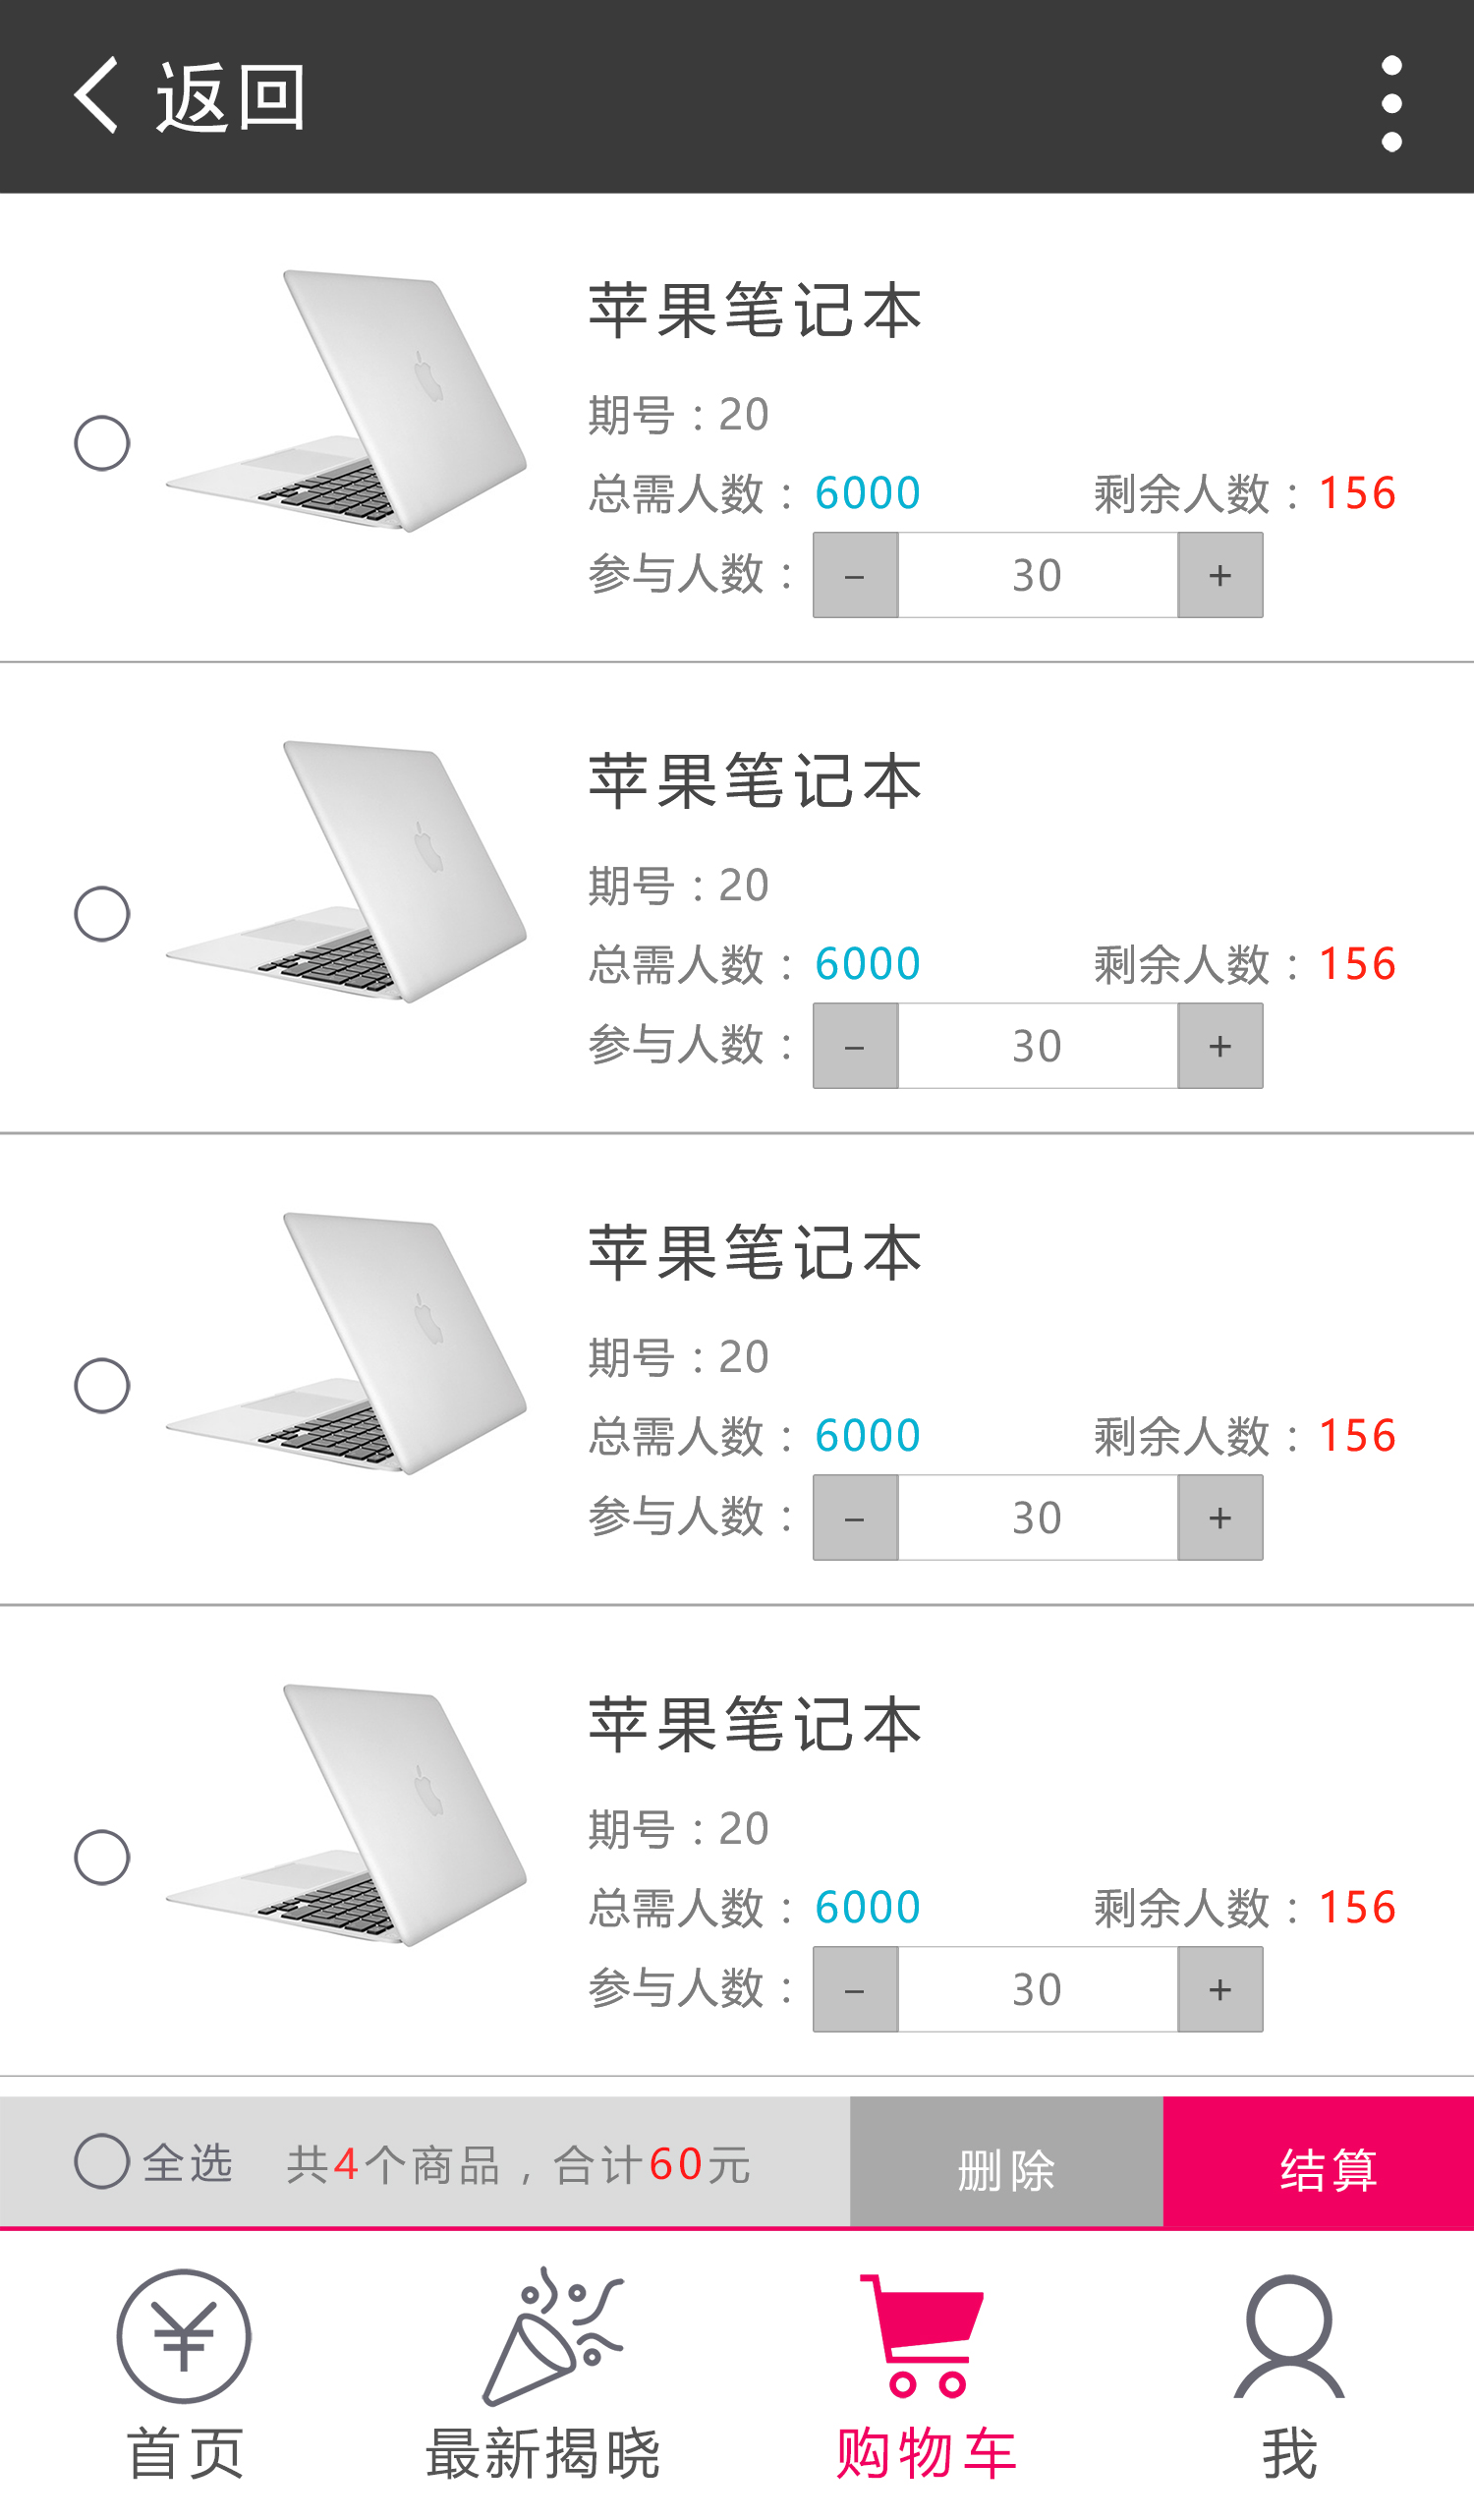 返回
苹果笔记本
期号：20
总需人数：6000 剩余人数：156
参与人数： － 30 +
苹果笔记本
期号：20
总需人数：6000 剩余人数：156
参与人数： － 30 +
苹果笔记本
期号：20
总需人数：6000 剩余人数：156
参与人数： － 30 +
苹果笔记本
期号：20
总需人数：6000 剩余人数：156
参与人数： － 30 +
全选 共4个商品，合计60元 删除 结算
首页 最新揭晓 购物车 我